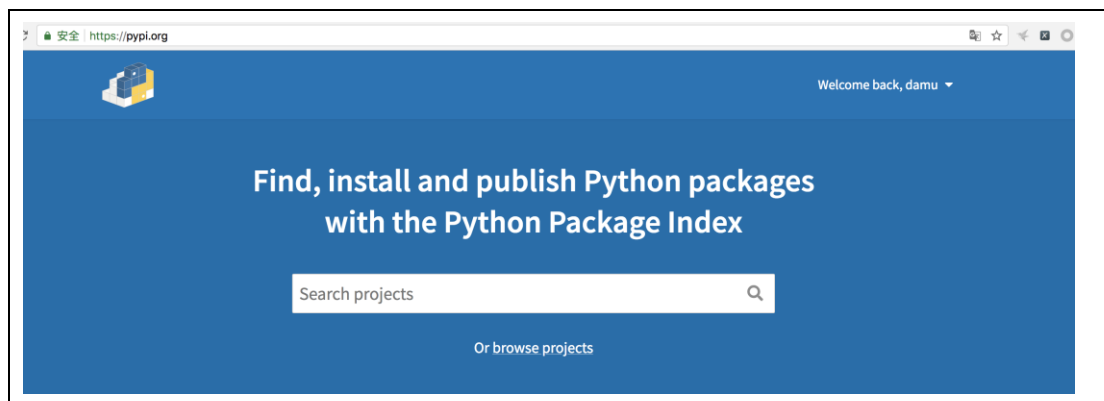 安全 https://pypi.org
Welcome back, damu
Find, install and publish Python packages
with the Python Package Index
Search projects
Or browse projects